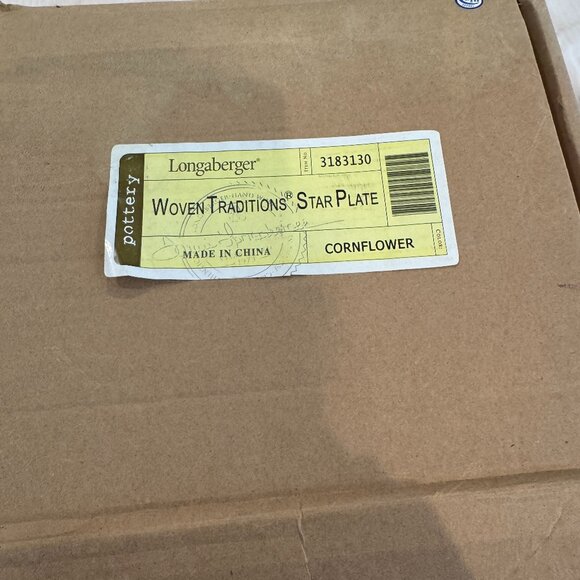 pottery
Longaberger®
Item No.
3183130
WOVEN TRADITIONS® STAR PLATE
MADE IN CHINA
CORNFLOWER
COLOR: